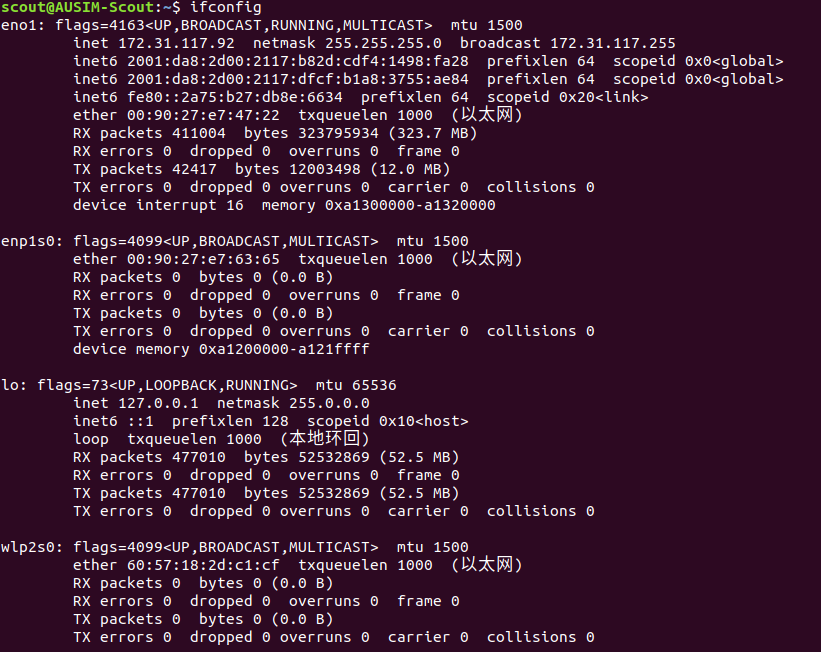 scout@AUSIM-Scout:~$ ifconfig
eno1: flags=4163<UP,BROADCAST,RUNNING,MULTICAST>  mtu 1500
        inet 172.31.117.92  netmask 255.255.255.0  broadcast 172.31.117.255
        inet6 2001:da8:2d00:2117:b82d:cdf4:1498:fa28  prefixlen 64  scopeid 0x0<global>
        inet6 2001:da8:2d00:2117:dfcf:b1a8:3755:ae84  prefixlen 64  scopeid 0x0<global>
        inet6 fe80::2a75:b27:db8e:6634  prefixlen 64  scopeid 0x20<link>
        ether 00:90:27:e7:47:22  txqueuelen 1000  (以太网)
        RX packets 411004  bytes 323795934 (323.7 MB)
        RX errors 0  dropped 0  overruns 0  frame 0
        TX packets 42417  bytes 12003498 (12.0 MB)
        TX errors 0  dropped 0 overruns 0  carrier 0  collisions 0
        device interrupt 16  memory 0xa1300000-a1320000

enp1s0: flags=4099<UP,BROADCAST,MULTICAST>  mtu 1500
        ether 00:90:27:e7:63:65  txqueuelen 1000  (以太网)
        RX packets 0  bytes 0 (0.0 B)
        RX errors 0  dropped 0  overruns 0  frame 0
        TX packets 0  bytes 0 (0.0 B)
        TX errors 0  dropped 0 overruns 0  carrier 0  collisions 0
        device memory 0xa1200000-a121ffff

lo: flags=73<UP,LOOPBACK,RUNNING>  mtu 65536
        inet 127.0.0.1  netmask 255.0.0.0
        inet6 ::1  prefixlen 128  scopeid 0x10<host>
        loop  txqueuelen 1000  (本地环回)
        RX packets 477010  bytes 52532869 (52.5 MB)
        RX errors 0  dropped 0  overruns 0  frame 0
        TX packets 477010  bytes 52532869 (52.5 MB)
        TX errors 0  dropped 0 overruns 0  carrier 0  collisions 0

wlp2s0: flags=4099<UP,BROADCAST,MULTICAST>  mtu 1500
        ether 60:57:18:2d:c1:cf  txqueuelen 1000  (以太网)
        RX packets 0  bytes 0 (0.0 B)
        RX errors 0  dropped 0  overruns 0  frame 0
        TX packets 0  bytes 0 (0.0 B)
        TX errors 0  dropped 0 overruns 0  carrier 0  collisions 0